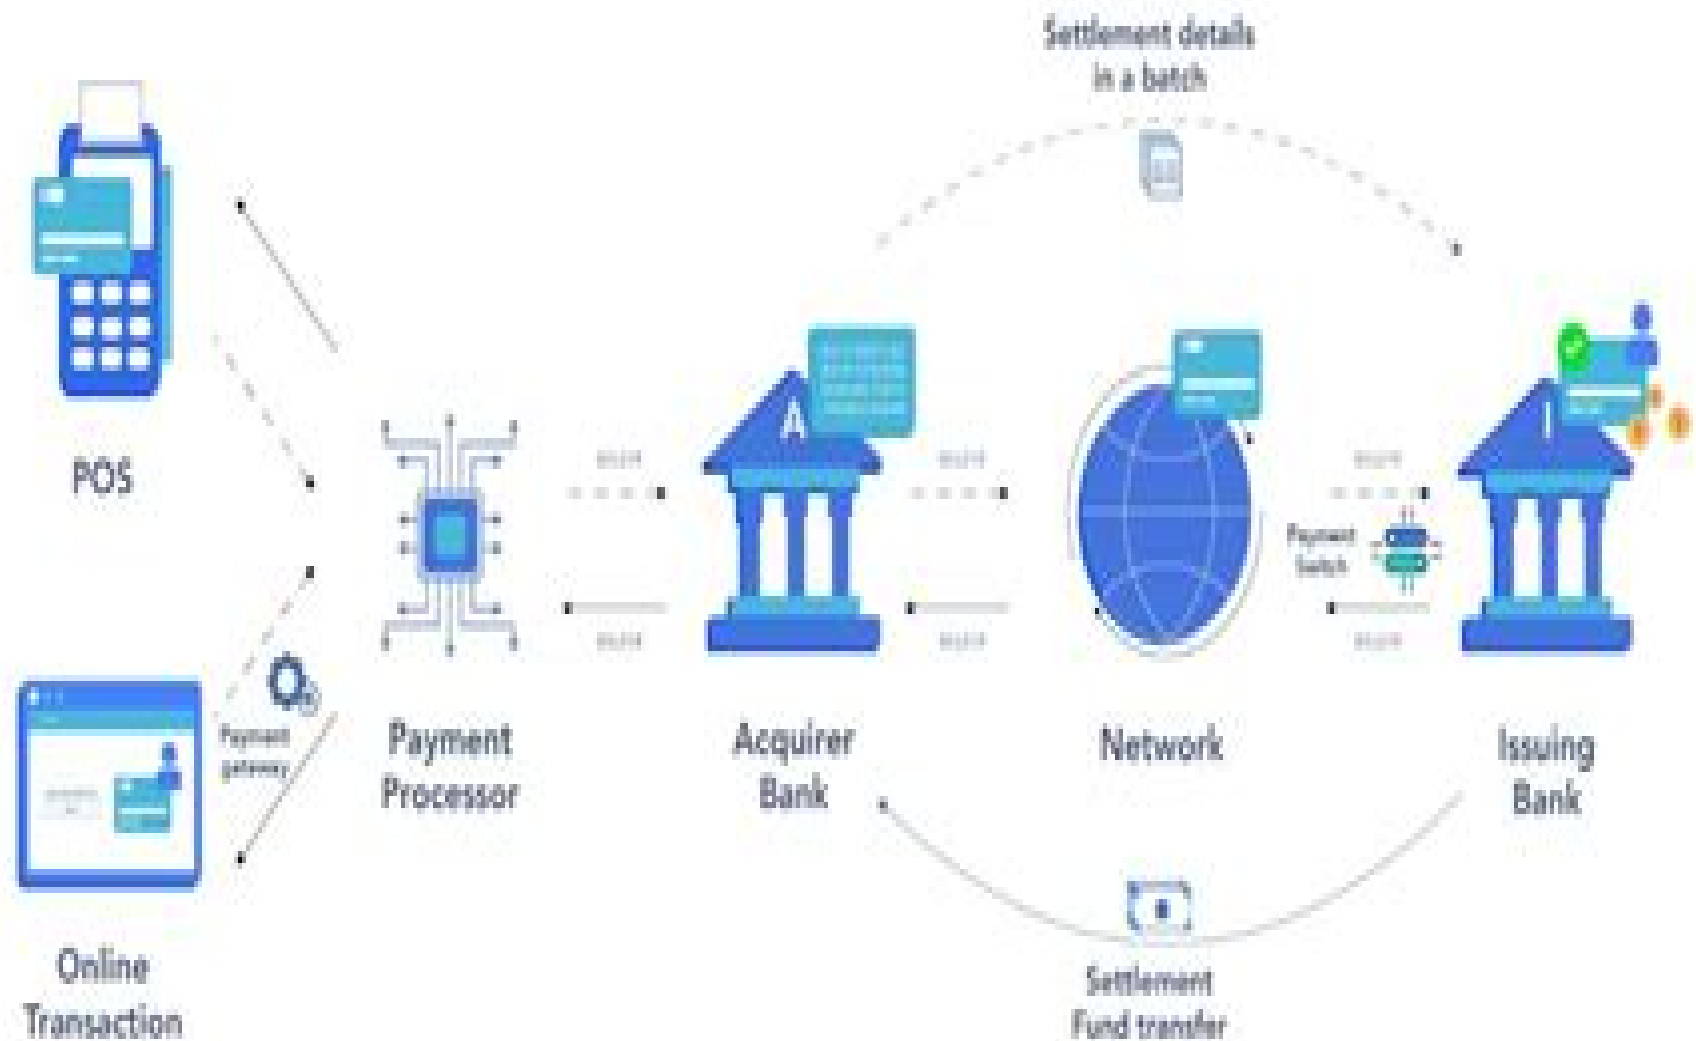 Settlement details
in a batch
POS
A
I
Payment
Switch
Payment
gateway
Payment
Processor
Acquirer
Bank
Network
Issuing
Bank
Online
Transaction
Settlement
Fund transfer